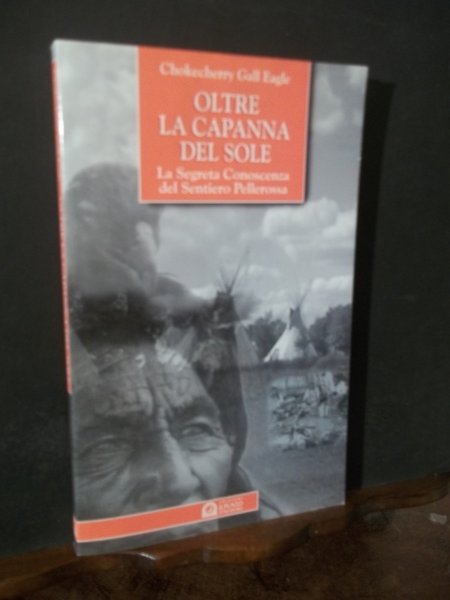 Chokecherry Gall Eagle
OLTRE
LA CAPANNA
DEL SOLE
La Segreta Conoscenza
del Sentiero Pellerossa